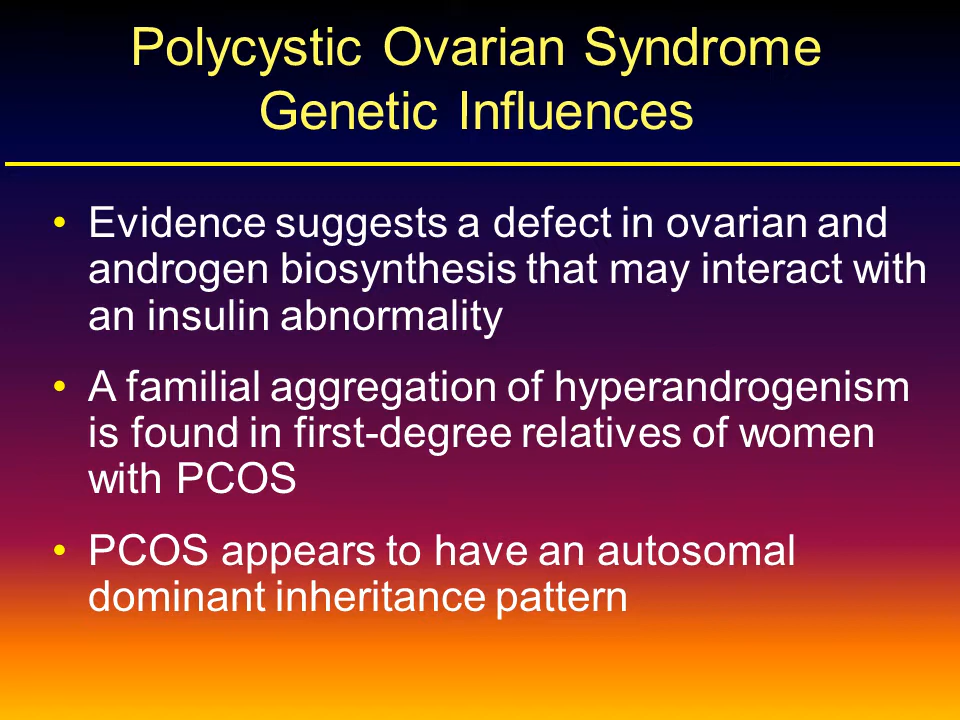 Polycystic Ovarian Syndrome
Genetic Influences
• Evidence suggests a defect in ovarian and
androgen biosynthesis that may interact with
an insulin abnormality
• A familial aggregation of hyperandrogenism
is found in first-degree relatives of women
with PCOS
• PCOS appears to have an autosomal
dominant inheritance pattern